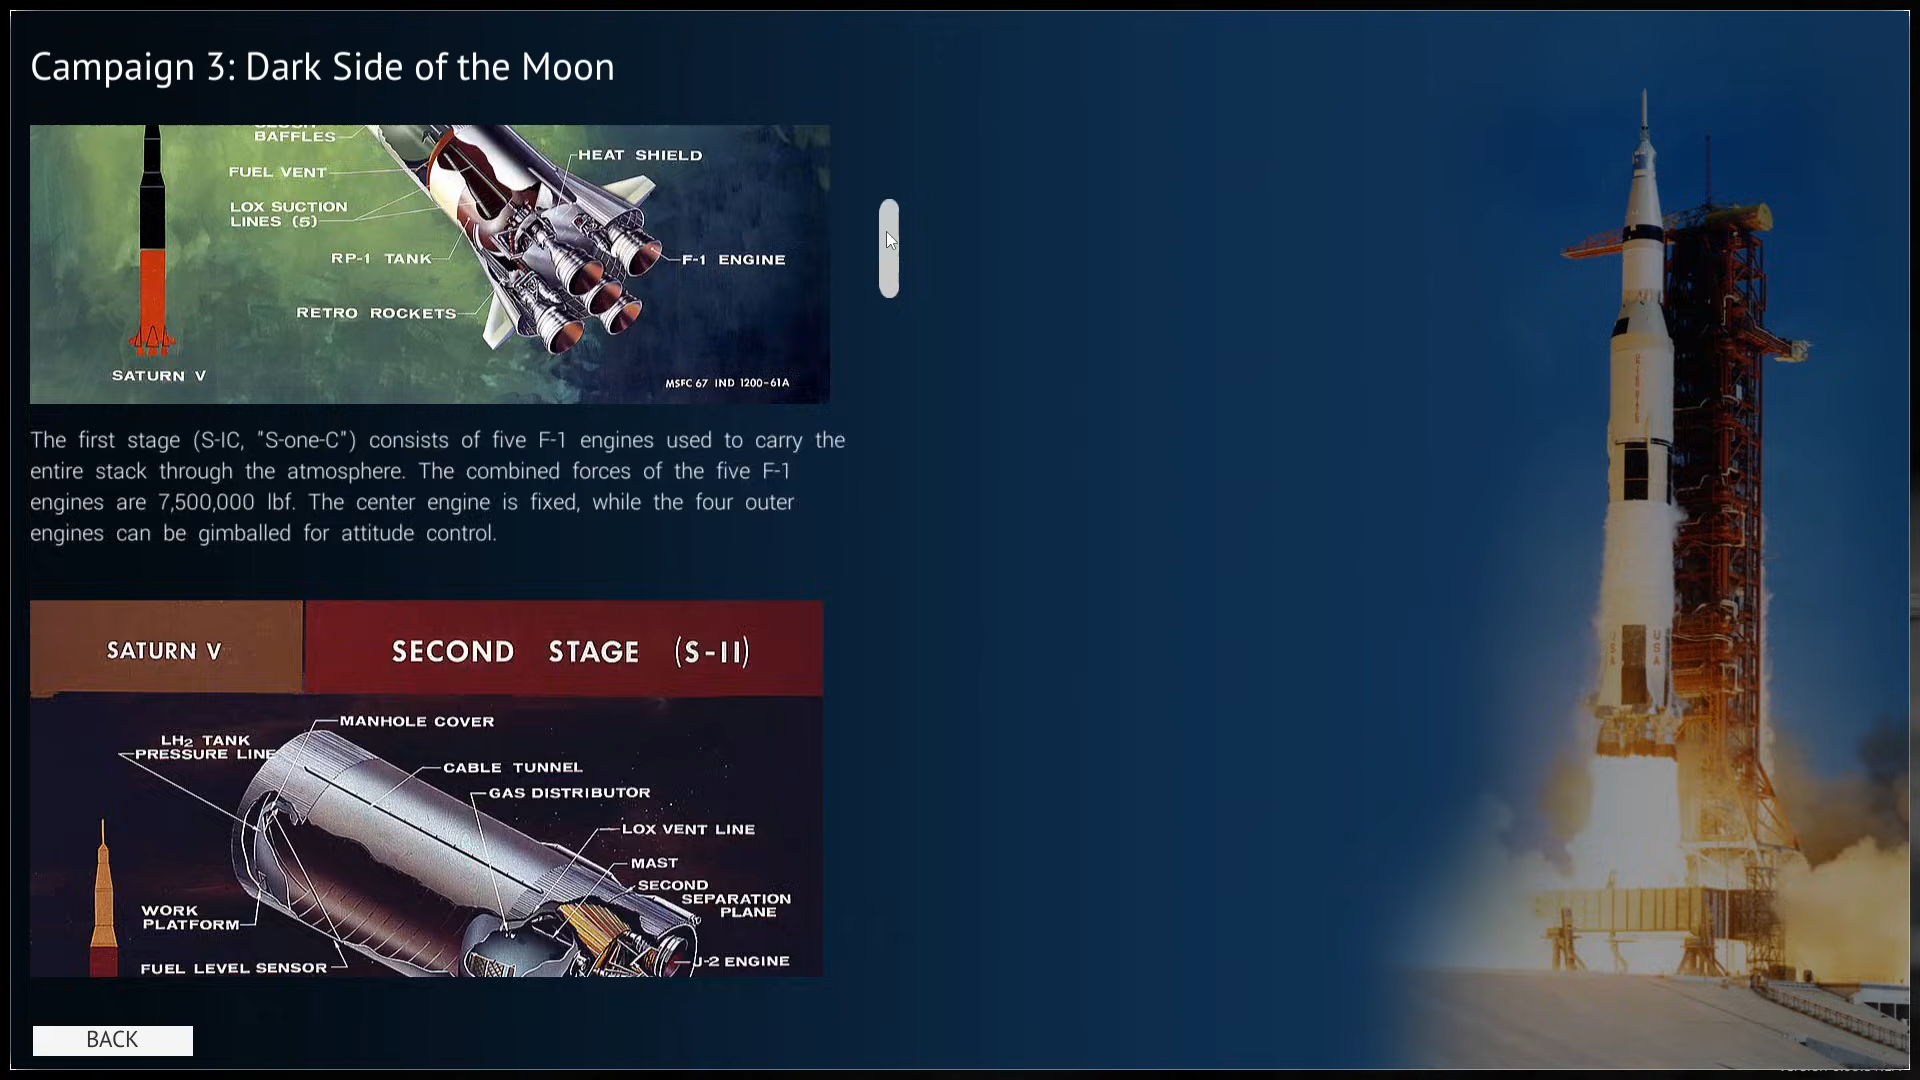 Campaign 3: Dark Side of the Moon
BAFFLES
FUEL VENT
LOX SUCTION
LINES (5)
RP-1 TANK
RETRO ROCKETS
HEAT SHIELD
F-1 ENGINE
SATURN V
MSFC 67 IND 1200-61A
The first stage (S-IC, "S-one-C") consists of five F-1 engines used to carry the
entire stack through the atmosphere. The combined forces of the five F-1
engines are 7,500,000 lbf. The center engine is fixed, while the four outer
engines can be gimballed for attitude control.
SATURN V
SECOND STAGE (S-II)
MANHOLE COVER
LH2 TANK
PRESSURE LINE
CABLE TUNNEL
GAS DISTRIBUTOR
LOX VENT LINE
MAST
SECOND
SEPARATION
PLANE
WORK
PLATFORM
FUEL LEVEL SENSOR
J-2 ENGINE
BACK
USA
USA